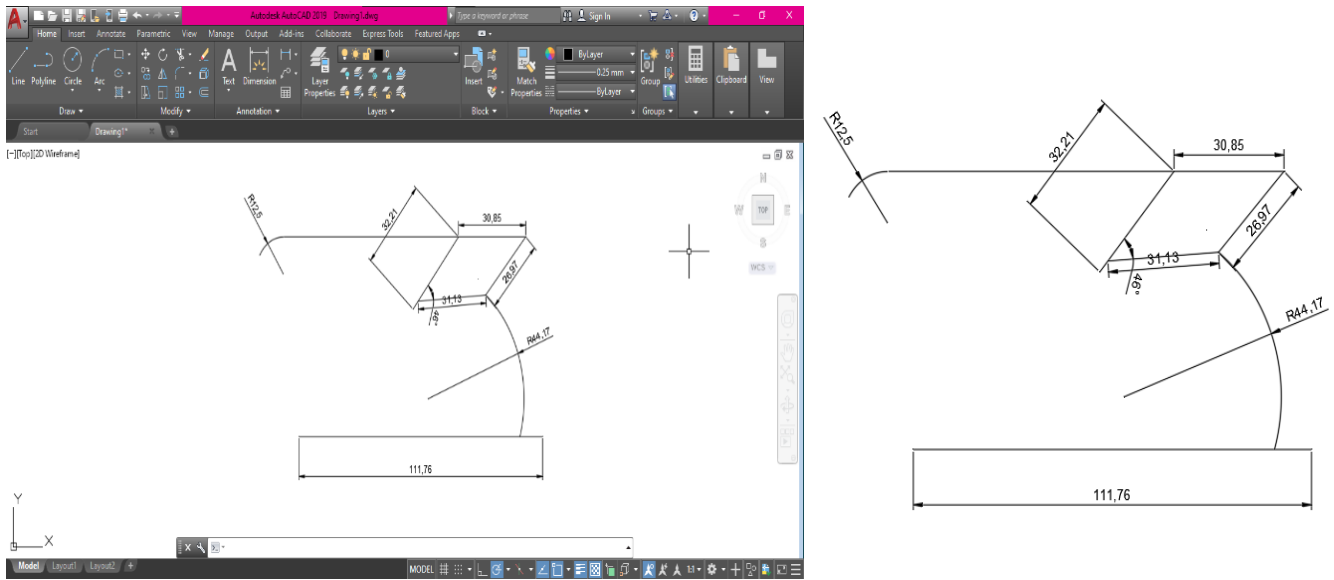 A.
Autodesk AutoCAD 2019 Drawing1.dwg
Type a keyword or phrase
Sign In
Home Insert Annotate Parametric View Manage Output Add-ins Collaborate Express Tools Featured Apps
Line Polyline Circle Arc
Text Dimension
Layer Properties
0
Insert
Match Properties
ByLayer
0.25 mm
ByLayer
Group
Utilities
Clipboard
View
Draw
Modify
Annotation
Layers
Block
Properties
Groups
Start
Drawing1*
[−][Top][2D Wireframe]
N
W
TOP
E
S
WCS
R12,5
32,21
30,85
26,97
31,13
46°
R44,17
111,76
Y
X
Model Layout1 Layout2 +
MODEL
1:1
R12,5
32,21
30,85
26,97
31,13
46°
R44,17
111,76